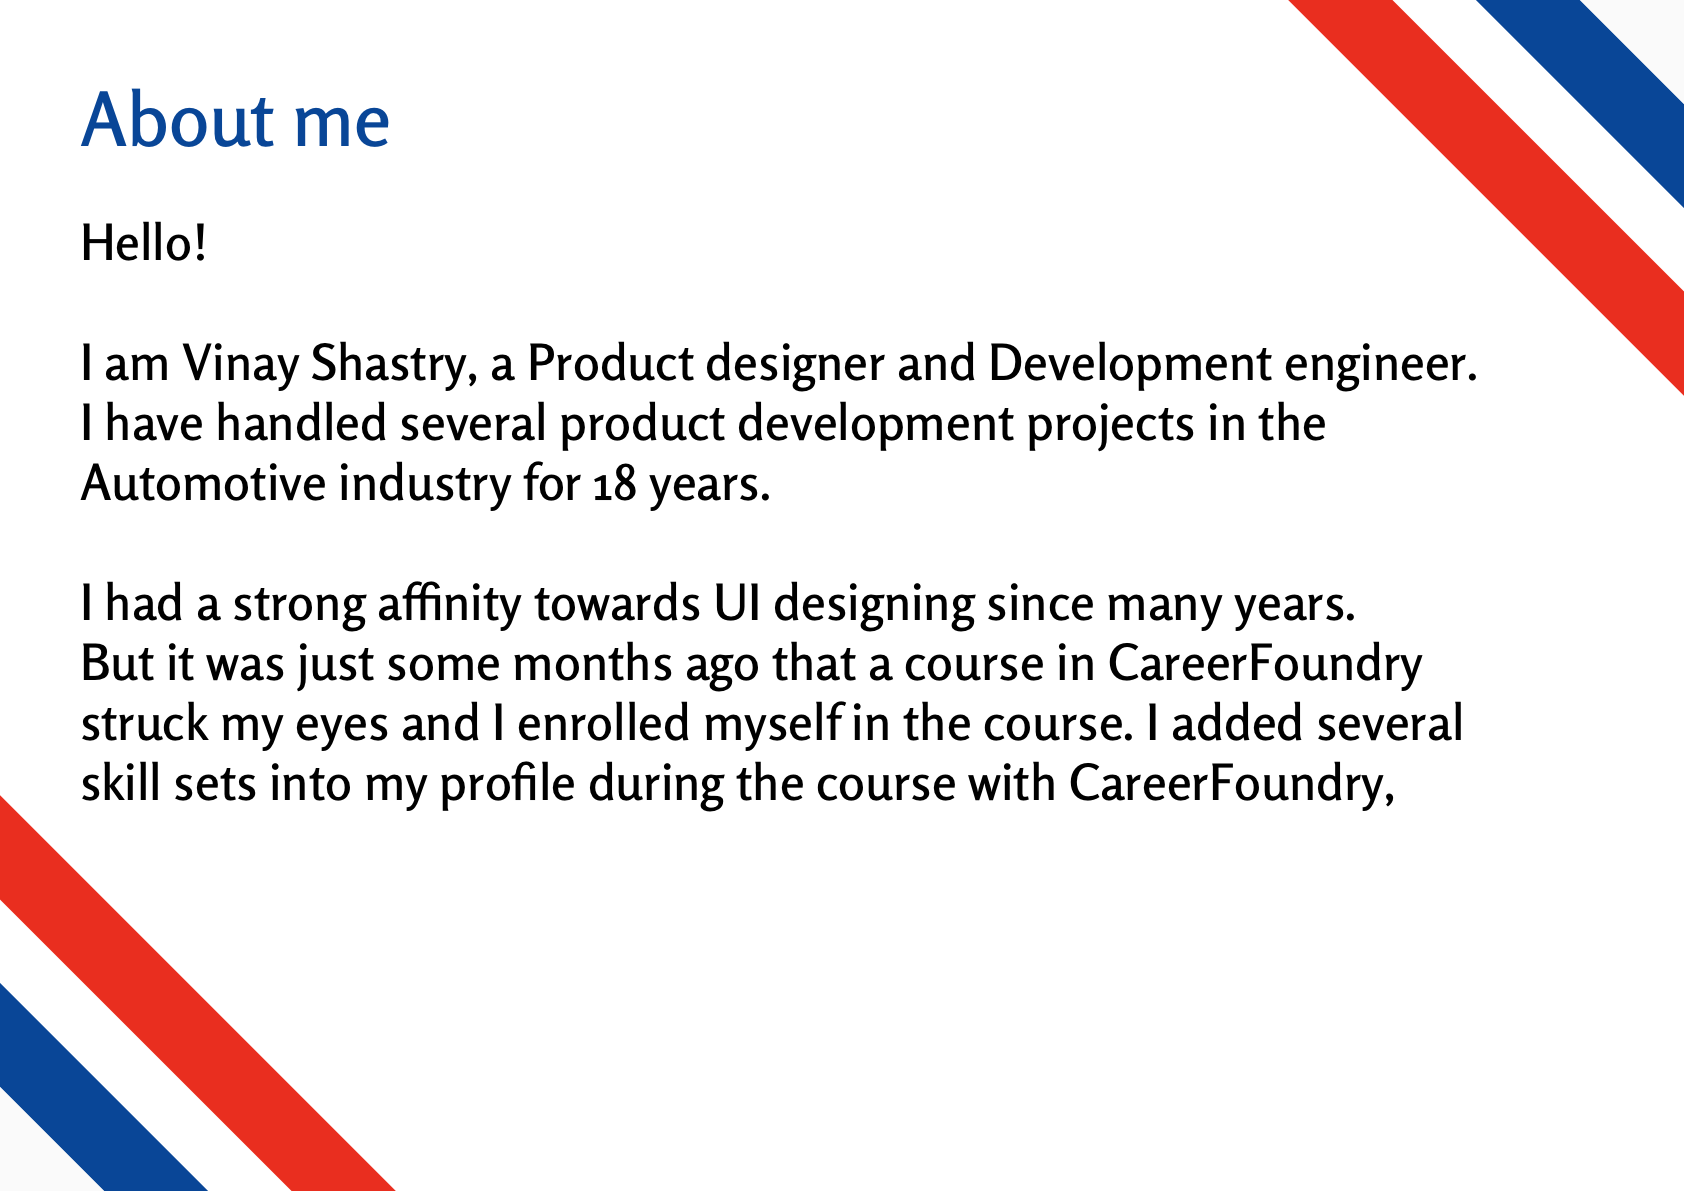 About me
Hello!
I am Vinay Shastry, a Product designer and Development engineer.
I have handled several product development projects in the
Automotive industry for 18 years.
I had a strong affinity towards UI designing since many years.
But it was just some months ago that a course in CareerFoundry
struck my eyes and I enrolled myself in the course. I added several
skill sets into my profile during the course with CareerFoundry,